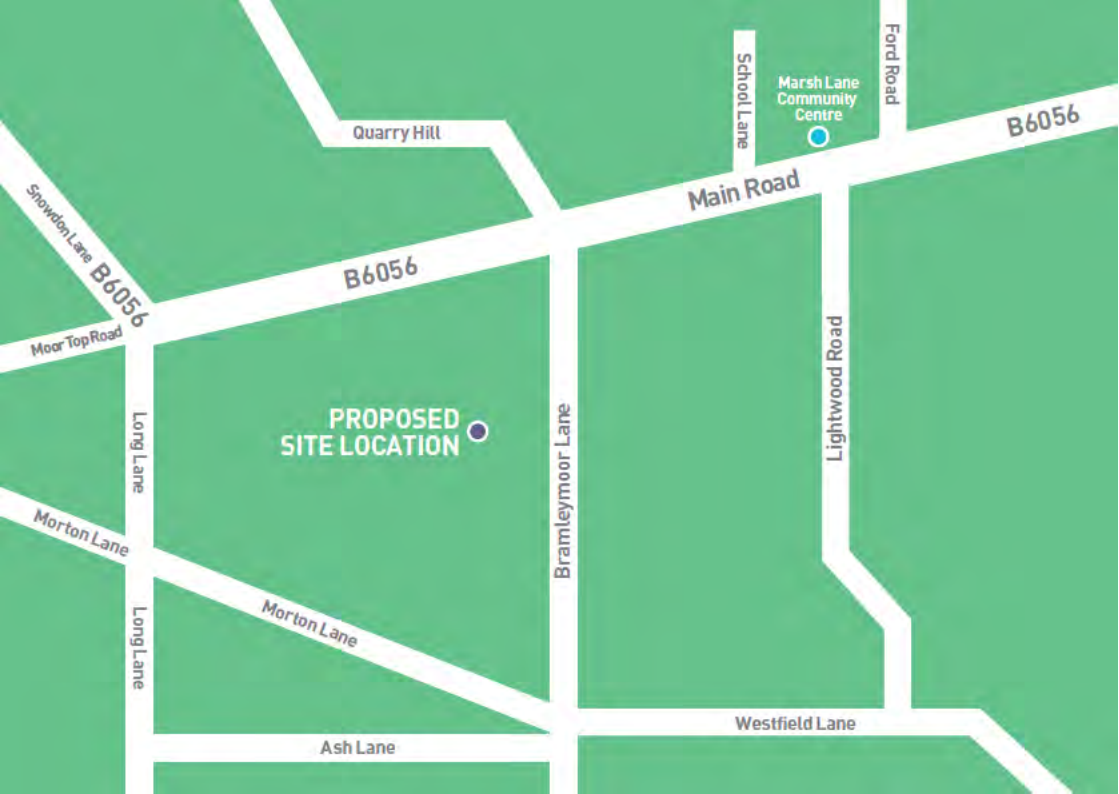 Ford Road
School Lane
Marsh Lane
Community
Centre
B6056
Quarry Hill
Main Road
Snowdon Lane
B6056
B6056
Moor Top Road
PROPOSED
SITE LOCATION
Long Lane
Bramleymoor Lane
Lightwood Road
Morton Lane
Morton Lane
Long Lane
Westfield Lane
Ash Lane